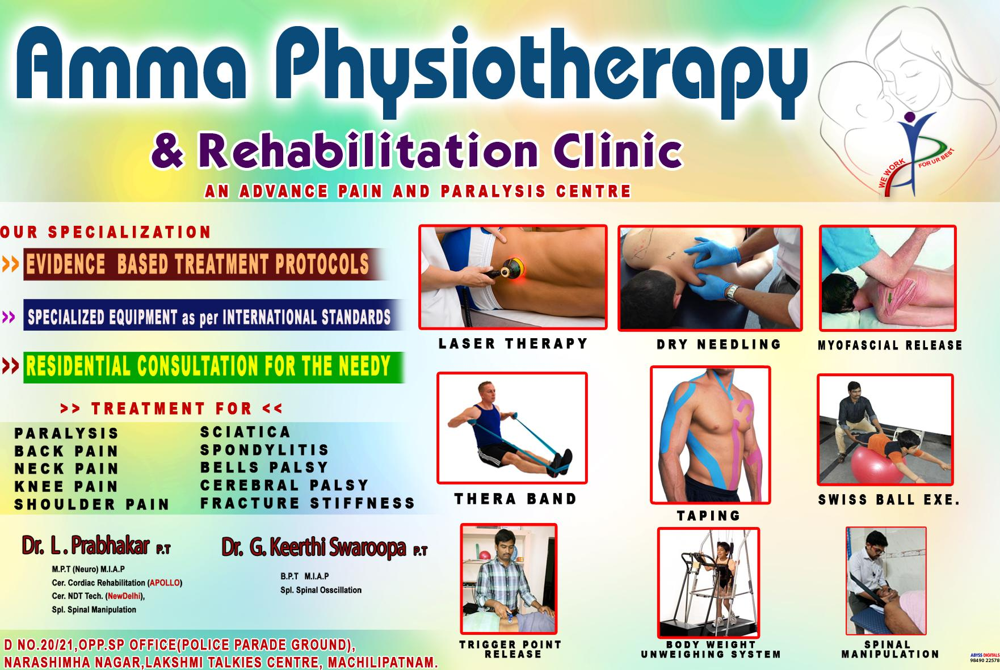 Amma Physiotherapy
& Rehabilitation Clinic
AN ADVANCE PAIN AND PARALYSIS CENTRE
WE WORK
FOR UR BEST
OUR SPECIALIZATION
>> EVIDENCE BASED TREATMENT PROTOCOLS
>> SPECIALIZED EQUIPMENT as per INTERNATIONAL STANDARDS
>> RESIDENTIAL CONSULTATION FOR THE NEEDY
>> TREATMENT FOR <<
PARALYSIS
BACK PAIN
NECK PAIN
KNEE PAIN
SHOULDER PAIN
SCIATICA
SPONDYLITIS
BELLS PALSY
CEREBRAL PALSY
FRACTURE STIFFNESS
Dr. L. Prabhakar P.T
M.P.T (Neuro) M.I.A.P
Cer. Cordiac Rehabilitation (APOLLO)
Cer. NDT Tech. (NewDelhi),
Spl. Spinal Manipulation
Dr. G. Keerthi Swaroopa P.T
B.P.T M.I.A.P
Spl. Spinal Osscillation
D NO.20/21,OPP.SP OFFICE(POLICE PARADE GROUND),
NARASHIMHA NAGAR,LAKSHMI TALKIES CENTRE, MACHILIPATNAM.
LASER THERAPY
DRY NEEDLING
MYOFASCIAL RELEASE
THERA BAND
TAPING
SWISS BALL EXE.
TRIGGER POINT
RELEASE
BODY WEIGHT
UNWEIGHING SYSTEM
SPINAL
MANIPULATION
ABYSS DIGITALS
98490 22578